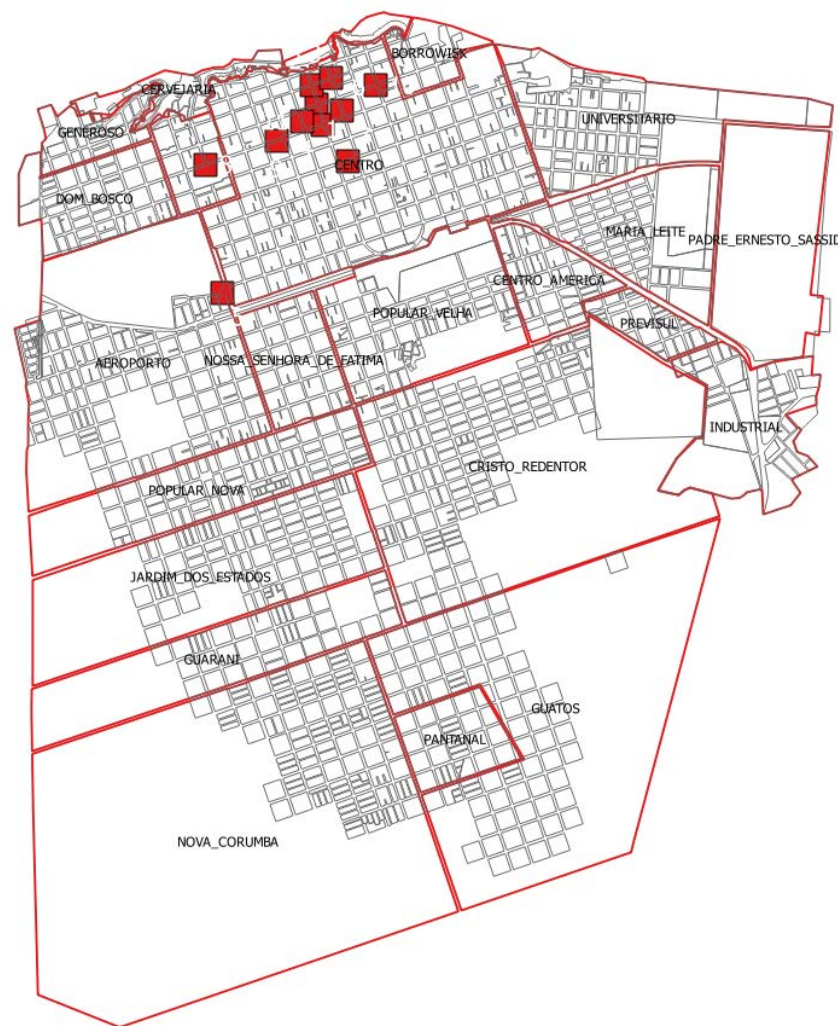 BORROWISK
CERVEJARIA
GENEROSO
UNIVERSITIARIO
CENTRO
DOM_BOSCO
MARIA_LEITE
PADRE_ERNESTO_SASSID
CENTRO_AMERICA
POPULAR_VELHA
PREVISUL
AEROPORTO
NOSSA_SENHORA_DE_FATIMA
INDUSTRIAL
CRISTO_REDENTOR
POPULAR_NOVA
JARDIM_DOS_ESTADOS
GUARANI
GUATOS
PANTANAL
NOVA_CORUMBA